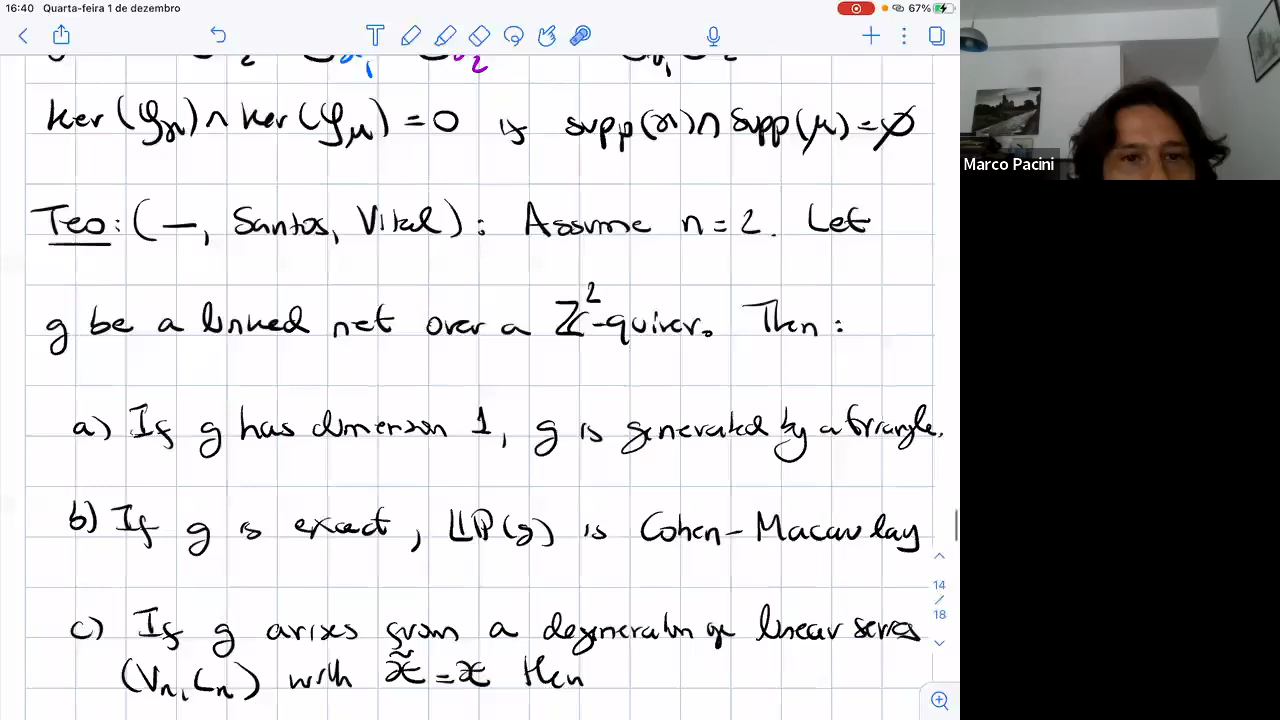 16:40 Quarta-feira 1 de dezembro
67%
ker(φ_γ) ∩ ker(φ_μ) = 0 if supp(γ) ∩ supp(μ) = ∅
Marco Pacini
Teo: (—, Santos, Vital): Assume n = 2. Let
g be a linked net over a ℤ²-quiver. Then:
a) If g has dimension 1, g is generated by a triangle.
b) If g is exact, LP(g) is Cohen-Macaulay
14
/
18
c) If g arises from a degeneration of linear series
(Vη, Lη) with 𝒳̃ = 𝒳 then